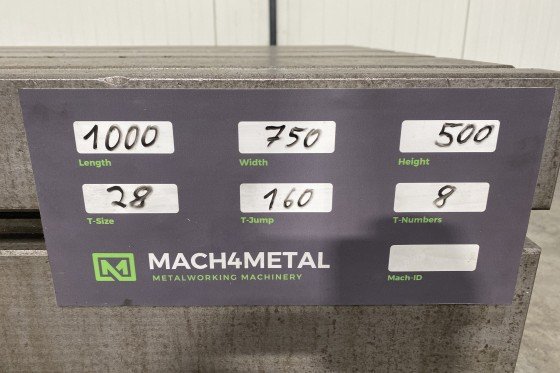 1000 750 500
Length Width Height
28 160 8
T-Size T-Jump T-Numbers
M MACH4METAL
METALWORKING MACHINERY
Mach-ID